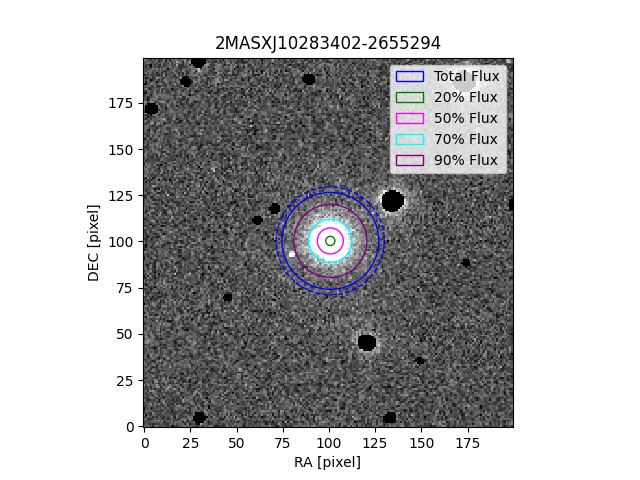 2MASXJ10283402-2655294
Total Flux
20% Flux
50% Flux
70% Flux
90% Flux
175
150
125
100
75
50
25
0
DEC [pixel]
0 25 50 75 100 125 150 175
RA [pixel]